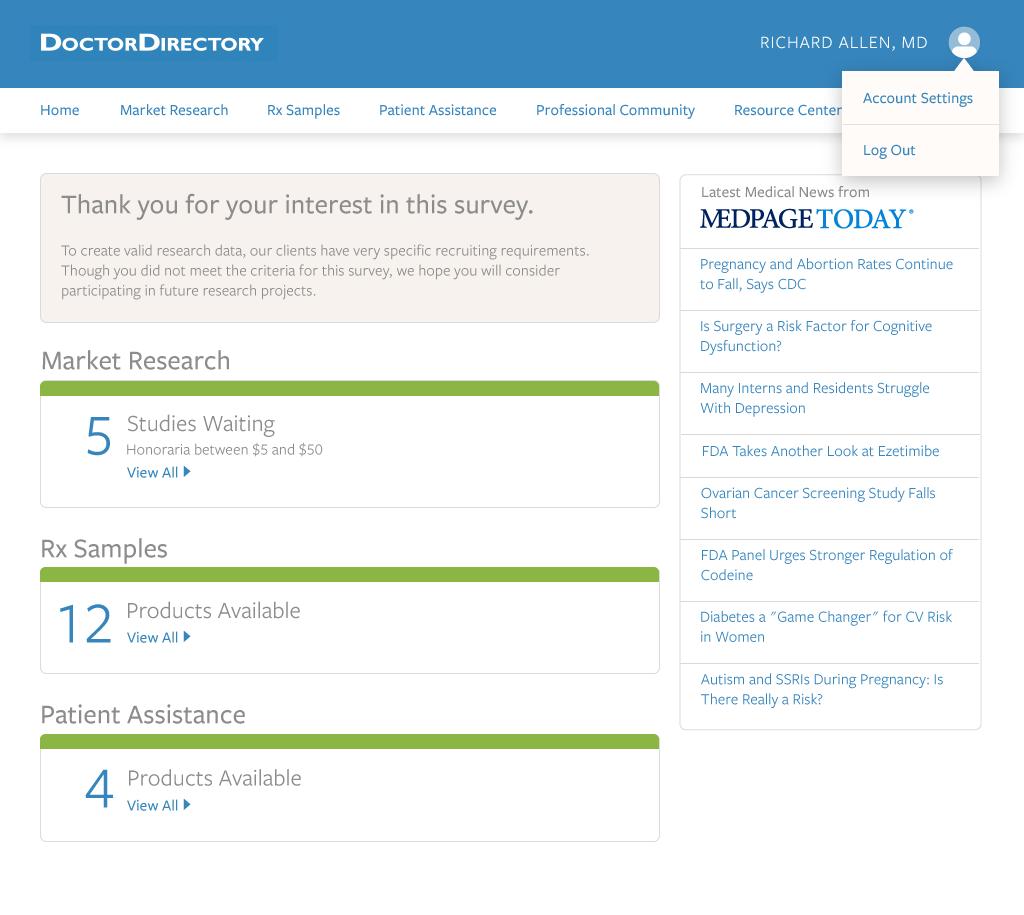 DOCTORDIRECTORY
RICHARD ALLEN, MD
Account Settings
Log Out
Home
Market Research
Rx Samples
Patient Assistance
Professional Community
Resource Center
Thank you for your interest in this survey.
To create valid research data, our clients have very specific recruiting requirements.
Though you did not meet the criteria for this survey, we hope you will consider
participating in future research projects.
Market Research
5
Studies Waiting
Honoraria between $5 and $50
View All
Rx Samples
12
Products Available
View All
Patient Assistance
4
Products Available
View All
Latest Medical News from
MEDPAGE TODAY®
Pregnancy and Abortion Rates Continue
to Fall, Says CDC
Is Surgery a Risk Factor for Cognitive
Dysfunction?
Many Interns and Residents Struggle
With Depression
FDA Takes Another Look at Ezetimibe
Ovarian Cancer Screening Study Falls
Short
FDA Panel Urges Stronger Regulation of
Codeine
Diabetes a "Game Changer" for CV Risk
in Women
Autism and SSRIs During Pregnancy: Is
There Really a Risk?